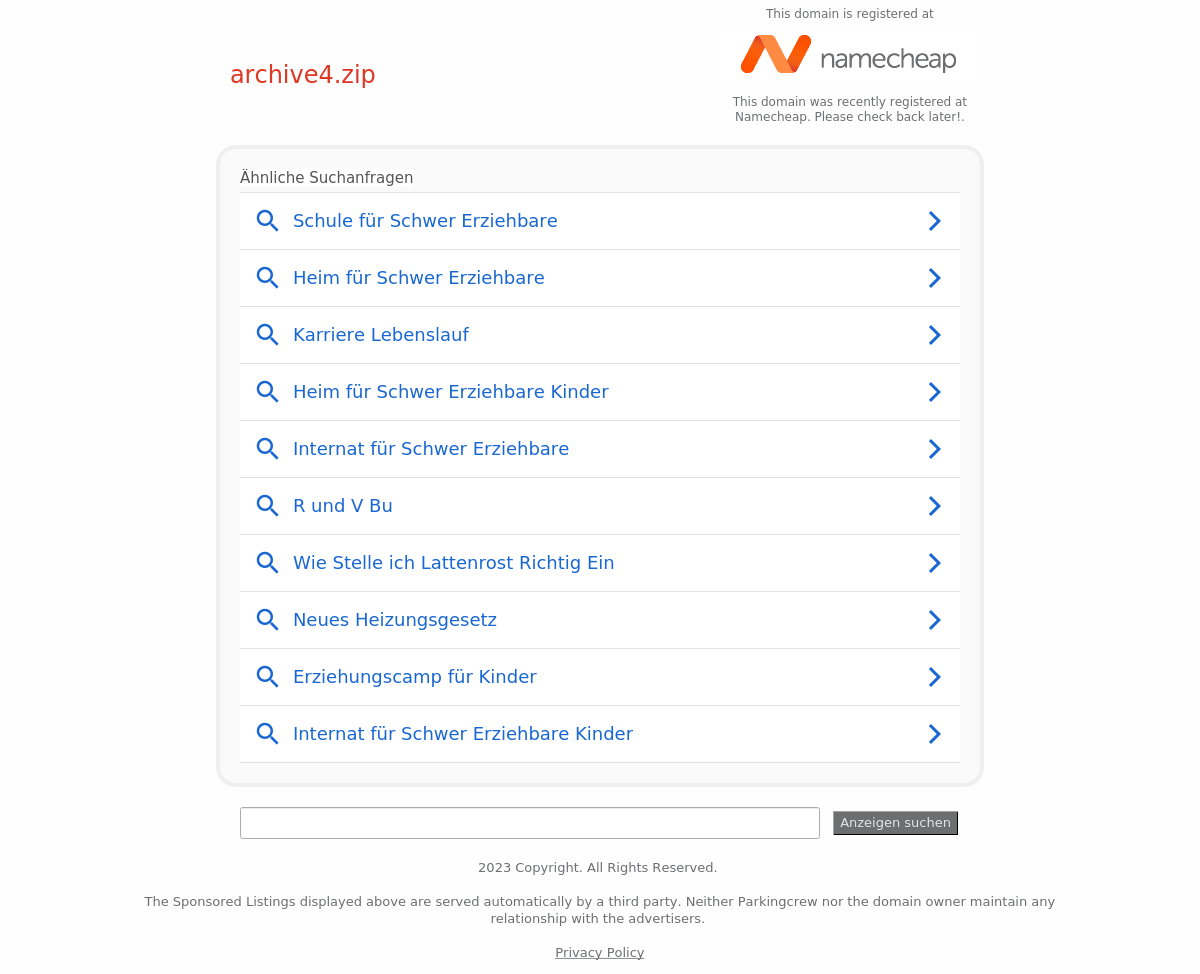 This domain is registered at
archive4.zip
namecheap
This domain was recently registered at
Namecheap. Please check back later!.
Ähnliche Suchanfragen
Schule für Schwer Erziehbare
Heim für Schwer Erziehbare
Karriere Lebenslauf
Heim für Schwer Erziehbare Kinder
Internat für Schwer Erziehbare
R und V Bu
Wie Stelle ich Lattenrost Richtig Ein
Neues Heizungsgesetz
Erziehungscamp für Kinder
Internat für Schwer Erziehbare Kinder
Anzeigen suchen
2023 Copyright. All Rights Reserved.
The Sponsored Listings displayed above are served automatically by a third party. Neither Parkingcrew nor the domain owner maintain any
relationship with the advertisers.
Privacy Policy